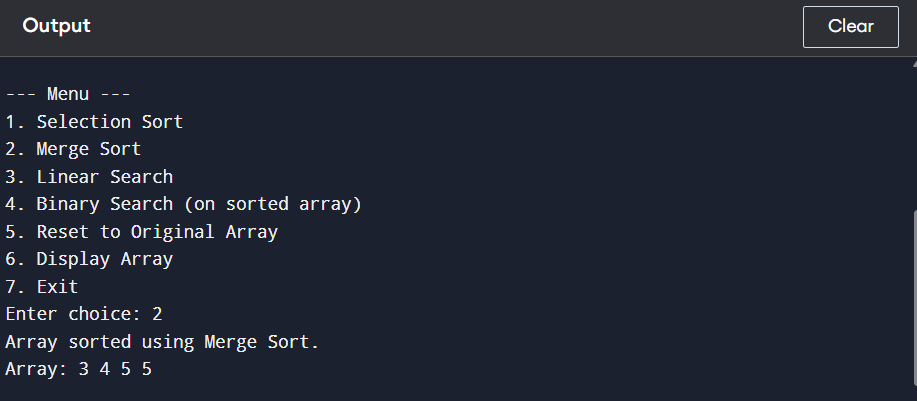 Output
Clear
--- Menu ---
1. Selection Sort
2. Merge Sort
3. Linear Search
4. Binary Search (on sorted array)
5. Reset to Original Array
6. Display Array
7. Exit
Enter choice: 2
Array sorted using Merge Sort.
Array: 3 4 5 5